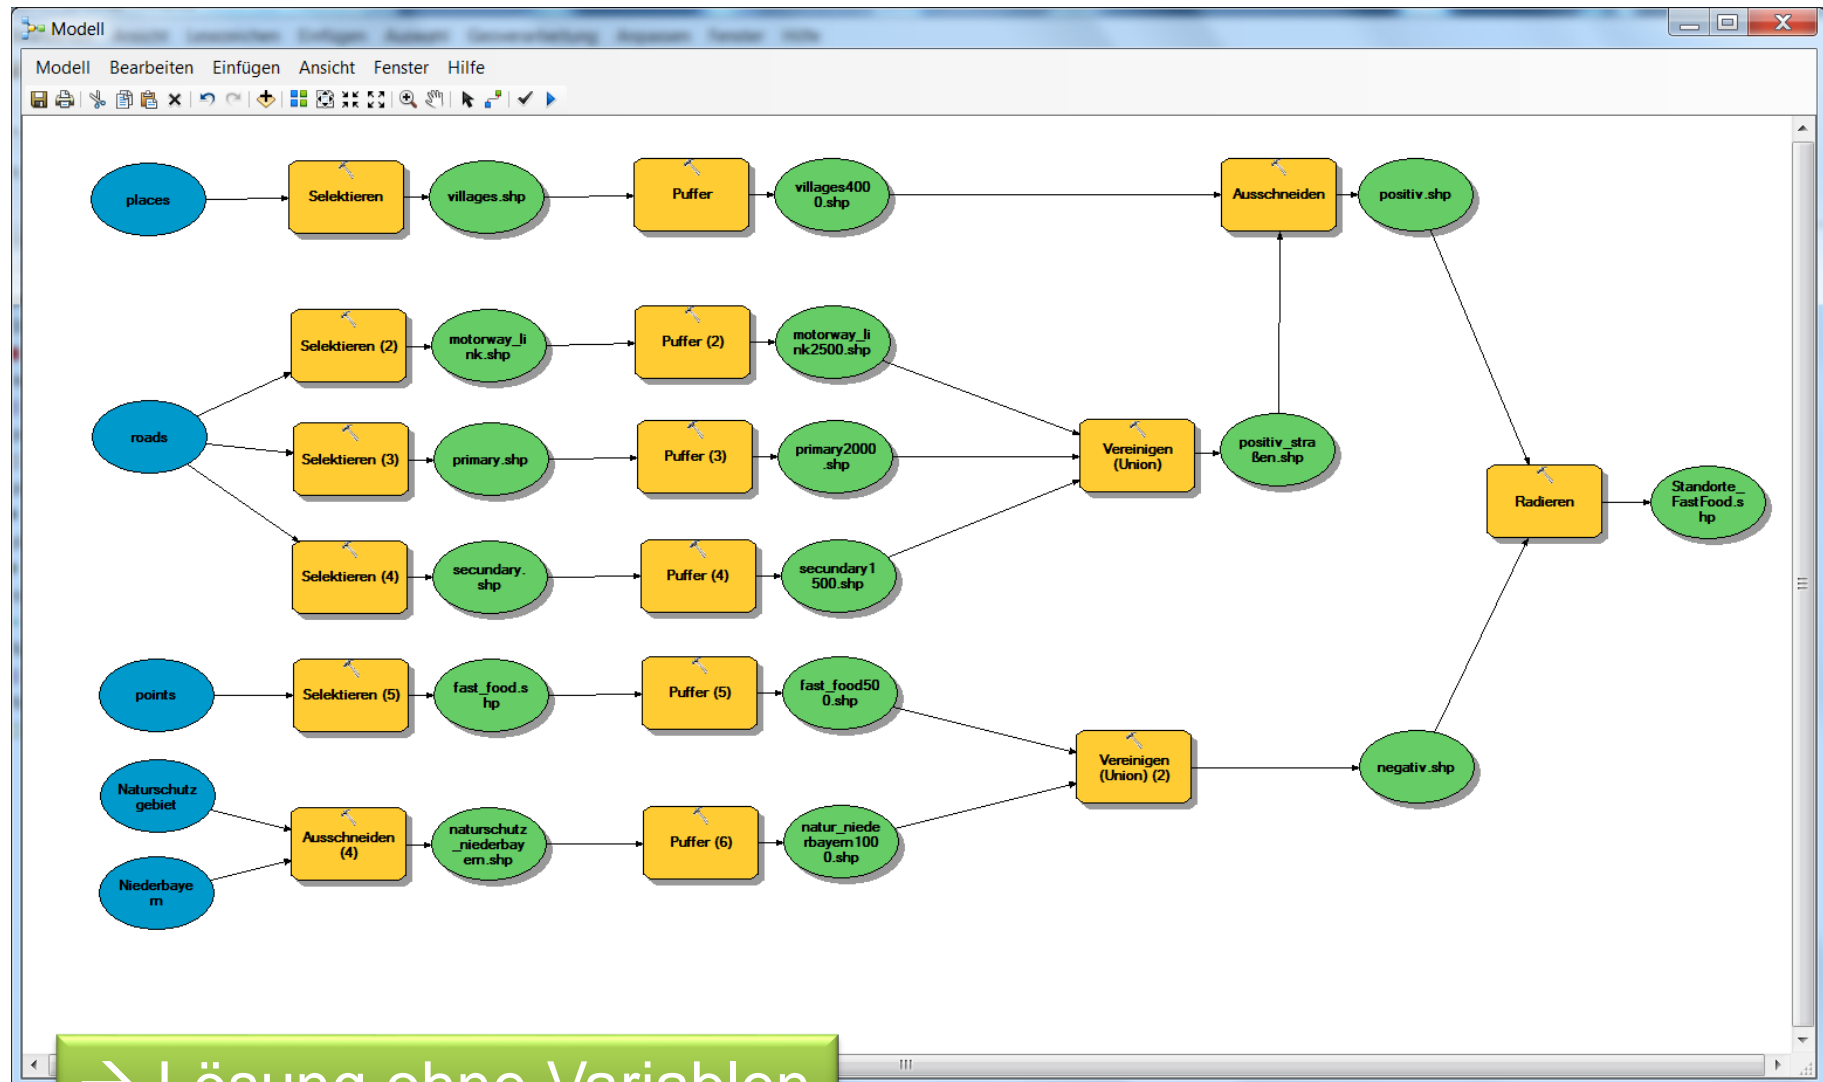 Modell
Modell Bearbeiten Einfügen Ansicht Fenster Hilfe
places
Selektieren
villages.shp
Puffer
villages400
0.shp
Ausschneiden
positiv.shp
roads
Selektieren (2)
motorway_li
nk.shp
Puffer (2)
motorway_li
nk2500.shp
Selektieren (3)
primary.shp
Puffer (3)
primary2000
.shp
Vereinigen
(Union)
positiv_stra
ßen.shp
Selektieren (4)
secundary.
shp
Puffer (4)
secundary1
500.shp
Radieren
Standorte_
FastFood.s
hp
points
Selektieren (5)
fast_food.s
hp
Puffer (5)
fast_food50
0.shp
Naturschutz
gebiet
Niederbaye
rn
Ausschneiden
(4)
naturschutz
_niederbay
ern.shp
Puffer (6)
natur_niede
rbayern100
0.shp
Vereinigen
(Union) (2)
negativ.shp
→ Lösung ohne Variablen